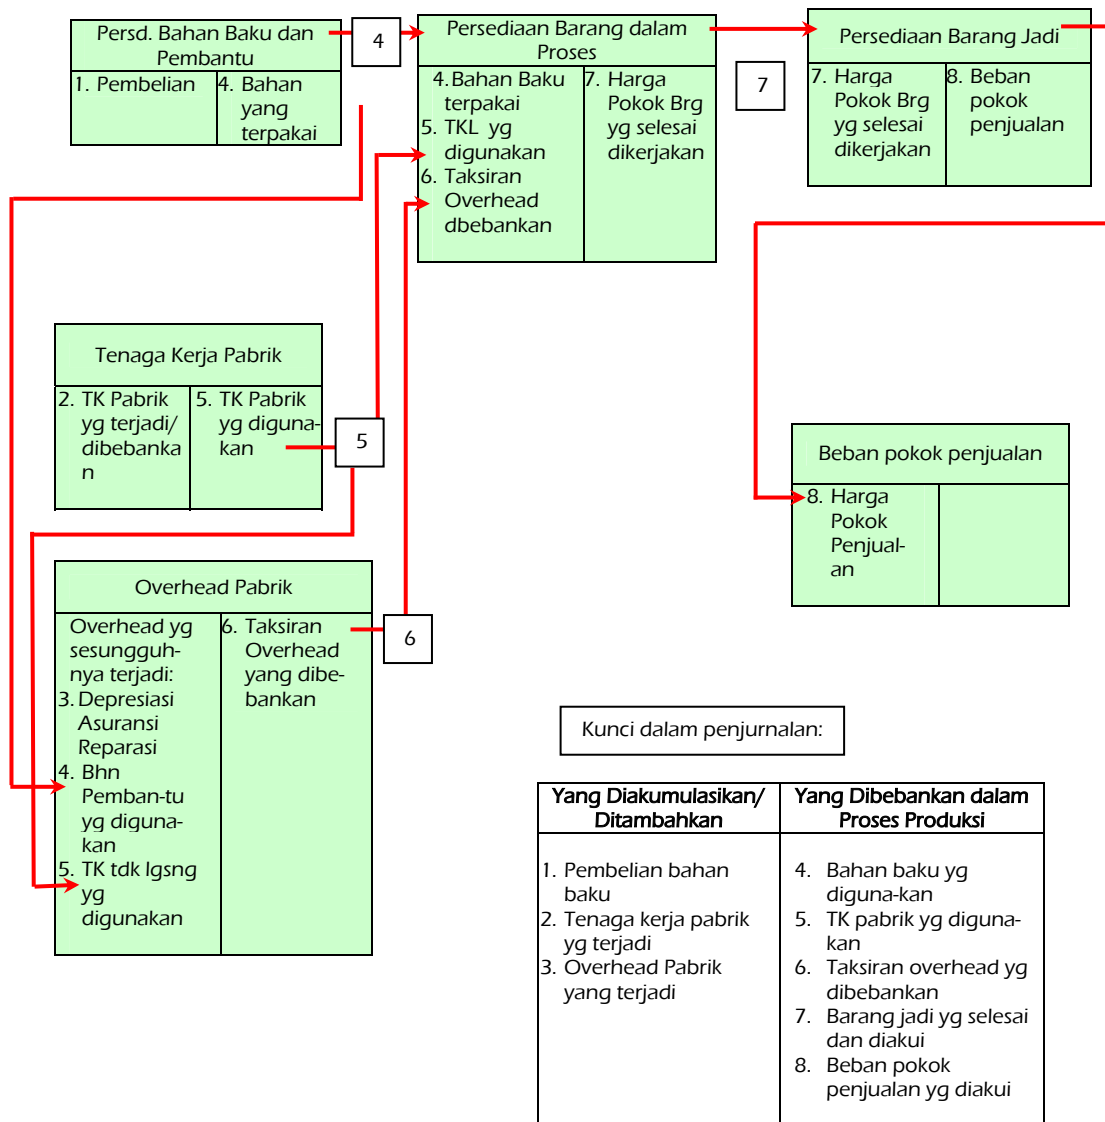 Persd. Bahan Baku dan
Pembantu
1. Pembelian
4. Bahan
yang
terpakai
4
Persediaan Barang dalam
Proses
4.Bahan Baku
terpakai
5. TKL yg
digunakan
6. Taksiran
Overhead
dbebankan
7. Harga
Pokok Brg
yg selesai
dikerjakan
7
Persediaan Barang Jadi
7. Harga
Pokok Brg
yg selesai
dikerjakan
8. Beban
pokok
penjualan
Tenaga Kerja Pabrik
2. TK Pabrik
yg terjadi/
dibebanka
n
5. TK Pabrik
yg diguna-
kan
5
Beban pokok penjualan
8. Harga
Pokok
Penjual-
an
Overhead Pabrik
Overhead yg
sesungguh-
nya terjadi:
3. Depresiasi
Asuransi
Reparasi
4. Bhn
Pemban-tu
yg diguna-
kan
5. TK tdk lgsng
yg
digunakan
6. Taksiran
Overhead
yang dibe-
bankan
6
Kunci dalam penjurnalan:
Yang Diakumulasikan/
Ditambahkan
1. Pembelian bahan
baku
2. Tenaga kerja pabrik
yg terjadi
3. Overhead Pabrik
yang terjadi
Yang Dibebankan dalam
Proses Produksi
4. Bahan baku yg
diguna-kan
5. TK pabrik yg diguna-
kan
6. Taksiran overhead yg
dibebankan
7. Barang jadi yg selesai
dan diakui
8. Beban pokok
penjualan yg diakui